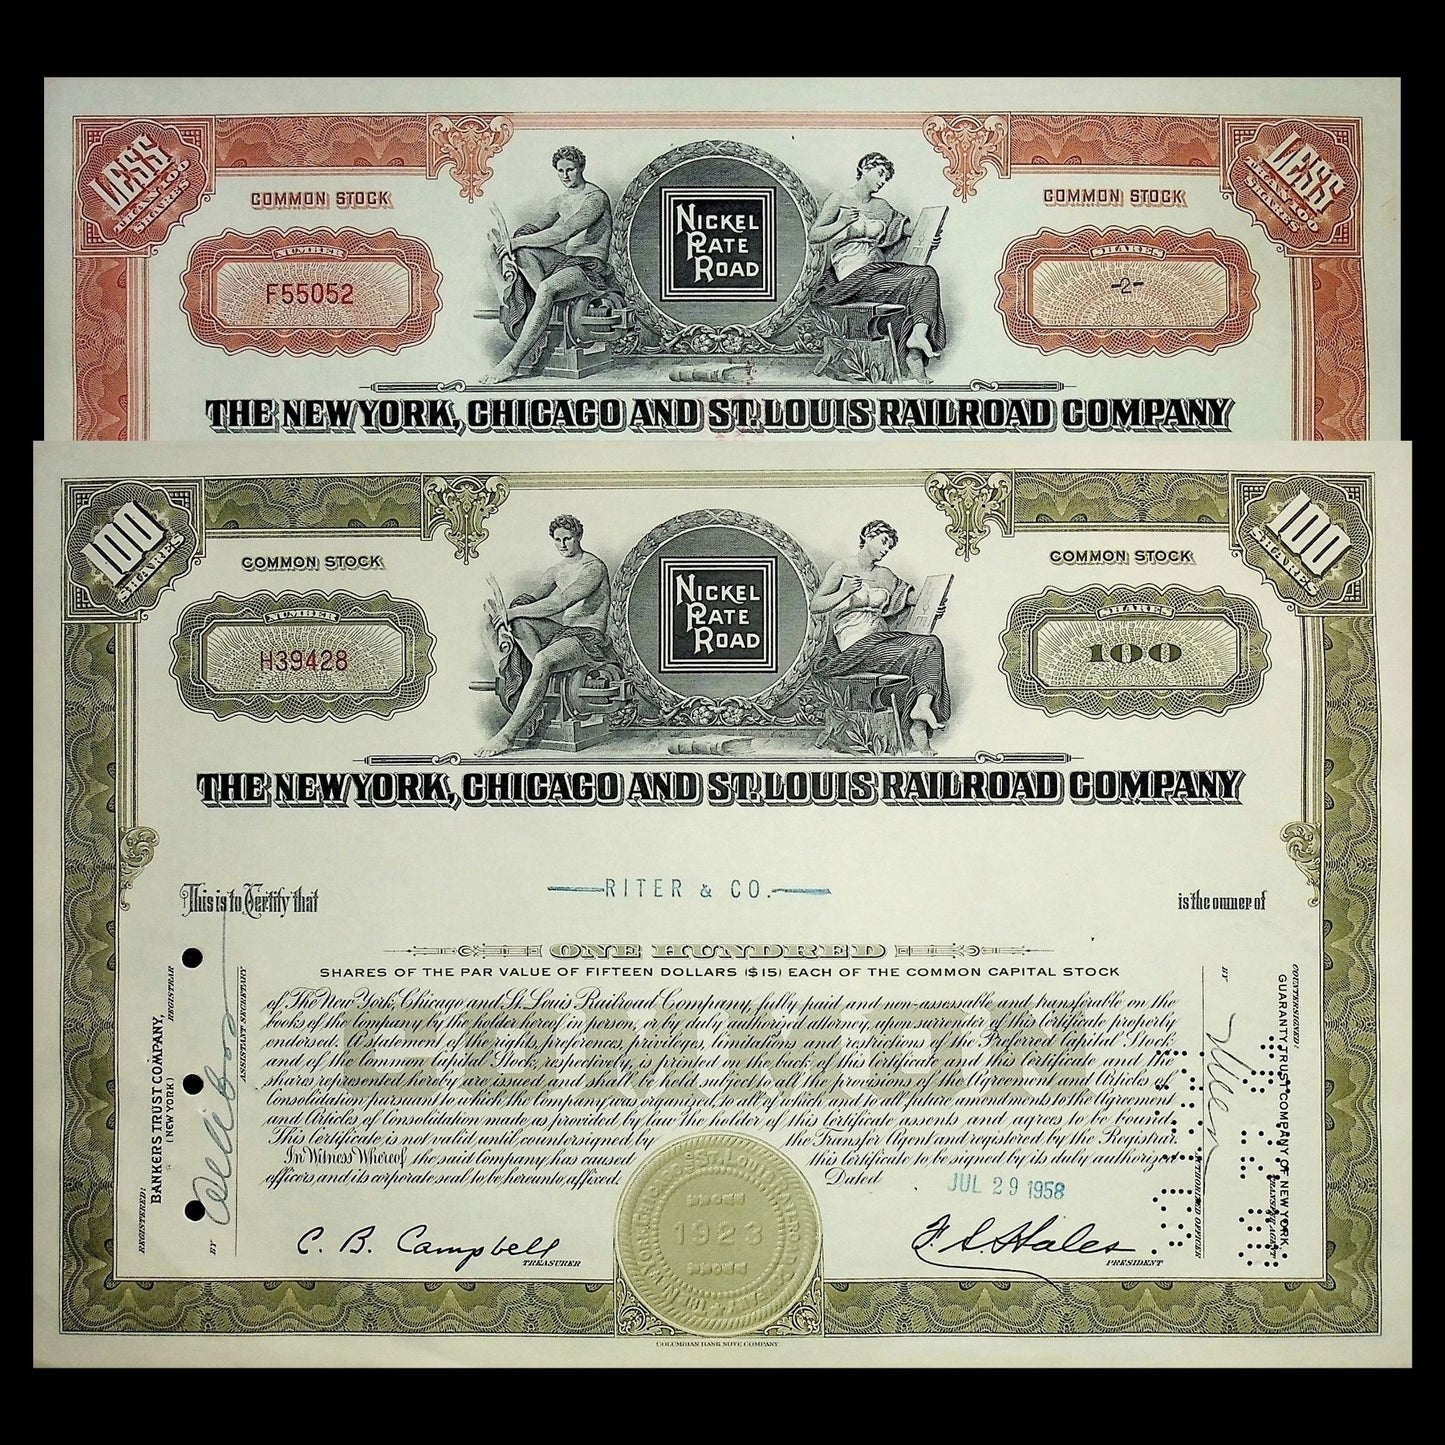 LESS
THAN 100
SHARES
COMMON STOCK
NUMBER
F55052
NICKEL
PLATE
ROAD
COMMON STOCK
SHARES
-2-
LESS
THAN 100
SHARES
THE NEW YORK, CHICAGO AND ST. LOUIS RAILROAD COMPANY
100
SHARES
COMMON STOCK
NUMBER
H39428
NICKEL
PLATE
ROAD
COMMON STOCK
SHARES
100
100
SHARES
THE NEW YORK, CHICAGO AND ST. LOUIS RAILROAD COMPANY
This is to Certify that
RITER & CO.
is the owner of
ONE HUNDRED
SHARES OF THE PAR VALUE OF FIFTEEN DOLLARS ($15) EACH OF THE COMMON CAPITAL STOCK
COMMON
of The New York, Chicago and St. Louis Railroad Company, fully paid and non-assessable and transferable on the
books of the Company by the holder hereof in person, or by duly authorized attorney, upon surrender of this certificate properly
endorsed. A statement of the rights, preferences, privileges, limitations and restrictions of the Preferred Capital Stock
and of the Common Capital Stock, respectively, is printed on the back of this Certificate and this Certificate and the
shares represented hereby are issued and shall be held subject to all the provisions of the Agreement and Articles of
Consolidation pursuant to which the Company was organized, to all of which and to all future amendments to the Agreement
and Articles of Consolidation made as provided by law the holder of this Certificate assents and agrees to be bound.
This Certificate is not valid until countersigned by the Transfer Agent and registered by the Registrar.
In Witness Whereof the said Company has caused this certificate to be signed by its duly authorized
officers, and its corporate seal to be hereunto affixed.
Dated JUL 29 1958
C. B. Campbell
TREASURER
1923
PRESIDENT
REGISTERED:
BANKERS TRUST COMPANY,
(NEW YORK)
REGISTRAR
BY
ASSISTANT SECRETARY
COUNTERSIGNED:
GUARANTY TRUST COMPANY OF NEW YORK,
TRANSFER AGENT
BY
AUTHORIZED OFFICER
COLUMBIAN BANK NOTE COMPANY